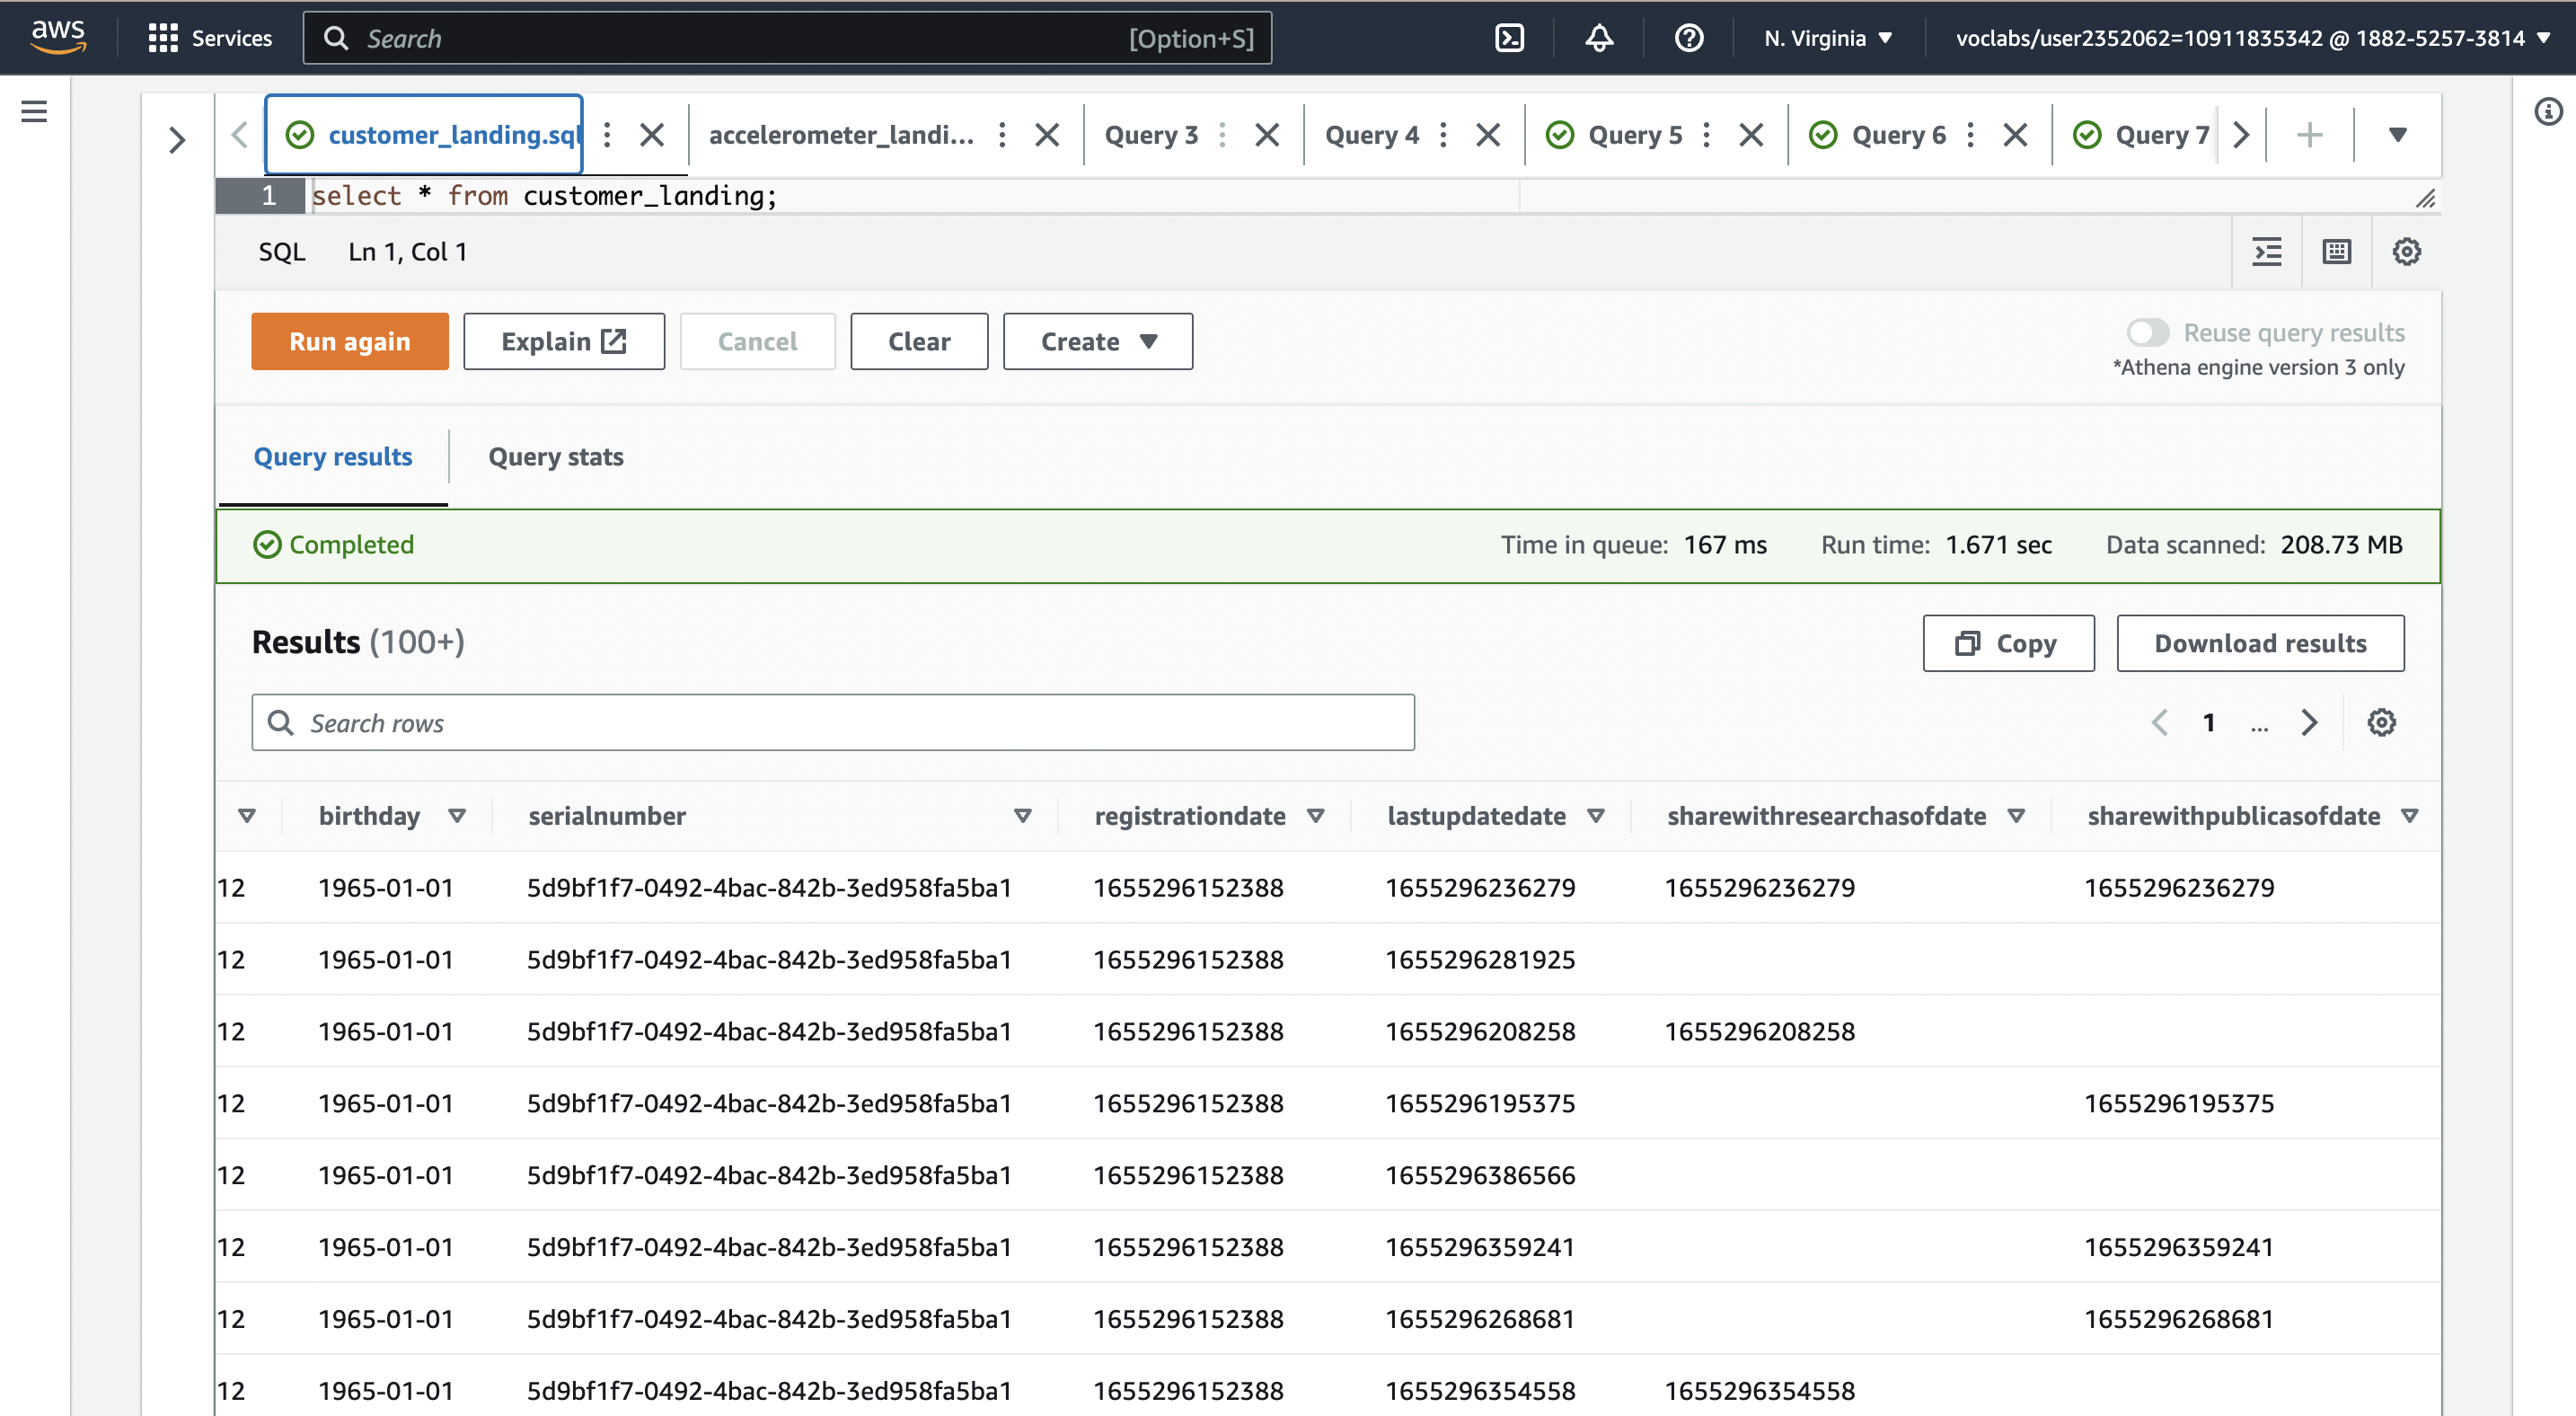 aws Services Search [Option+S] N. Virginia voclabs/user2352062=10911835342 @ 1882-5257-3814
customer_landing.sql accelerometer_landi... Query 3 Query 4 Query 5 Query 6 Query 7
1 select * from customer_landing;
SQL Ln 1, Col 1
Run again Explain Cancel Clear Create Reuse query results
*Athena engine version 3 only
Query results Query stats
Completed Time in queue: 167 ms Run time: 1.671 sec Data scanned: 208.73 MB
Results (100+) Copy Download results
Search rows 1 ...
birthday serialnumber registrationdate lastupdatedate sharewithresearchasofdate sharewithpublicasofdate
12 1965-01-01 5d9bf1f7-0492-4bac-842b-3ed958fa5ba1 1655296152388 1655296236279 1655296236279 1655296236279
12 1965-01-01 5d9bf1f7-0492-4bac-842b-3ed958fa5ba1 1655296152388 1655296281925
12 1965-01-01 5d9bf1f7-0492-4bac-842b-3ed958fa5ba1 1655296152388 1655296208258 1655296208258
12 1965-01-01 5d9bf1f7-0492-4bac-842b-3ed958fa5ba1 1655296152388 1655296195375 1655296195375
12 1965-01-01 5d9bf1f7-0492-4bac-842b-3ed958fa5ba1 1655296152388 1655296386566
12 1965-01-01 5d9bf1f7-0492-4bac-842b-3ed958fa5ba1 1655296152388 1655296359241 1655296359241
12 1965-01-01 5d9bf1f7-0492-4bac-842b-3ed958fa5ba1 1655296152388 1655296268681 1655296268681
12 1965-01-01 5d9bf1f7-0492-4bac-842b-3ed958fa5ba1 1655296152388 1655296354558 1655296354558